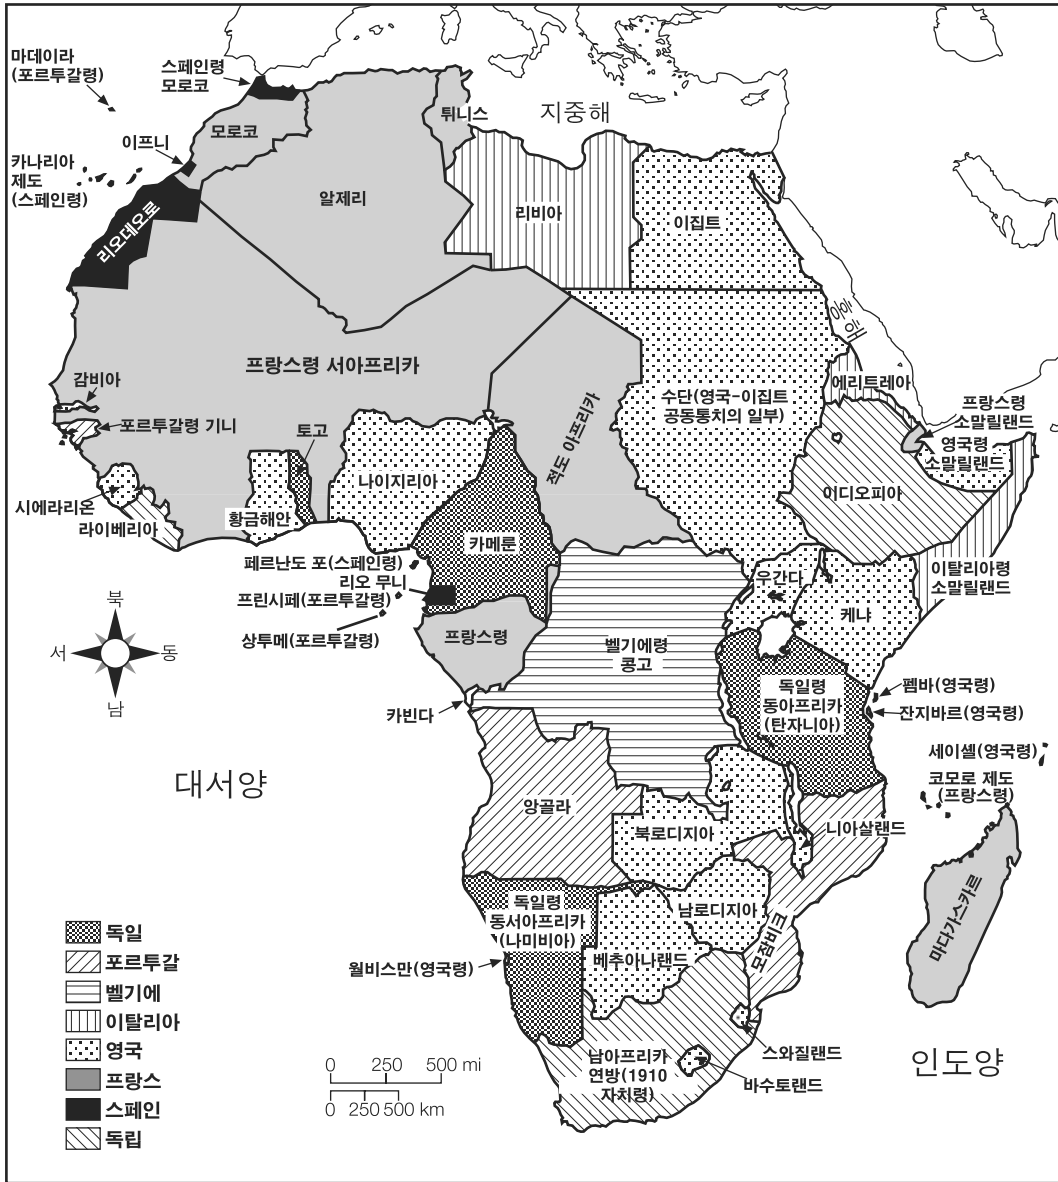 마데이라
(포르투갈령)
스페인령
모로코
지중해
튀니스
모로코
이프니
카나리아
제도
(스페인령)
알제리
리비아
이집트
리오데오로
홍해
프랑스령 서아프리카
감비아
에리트레아
수단(영국-이집트
공동통치의 일부)
프랑스령
소말릴랜드
적도 아프리카
포르투갈령 기니
토고
영국령
소말릴랜드
나이지리아
이디오피아
시에라리온
라이베리아
황금해안
카메룬
페르난도 포(스페인령)
리오 무니
프린시페(포르투갈령)
상투메(포르투갈령)
우간다
이탈리아령
소말릴랜드
케냐
북
서
동
남
프랑스령
벨기에령
콩고
카빈다
독일령
동아프리카
(탄자니아)
펨바(영국령)
잔지바르(영국령)
세이셸(영국령)
코모로 제도
(프랑스령)
대서양
앙골라
북로디지아
니아살랜드
마다가스카르
독일령
동서아프리카
(나미비아)
남로디지아
모잠비크
월비스만(영국령)
베추아나랜드
스와질랜드
남아프리카
연방(1910
자치령)
바수토랜드
인도양
독일
포르투갈
벨기에
이탈리아
영국
프랑스
스페인
독립
0 250 500 mi
0 250 500 km